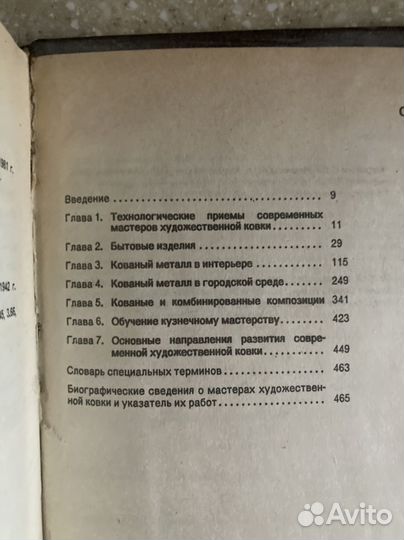 С
1981 г.
1942 г.
Введение . . . . . . . . . . . . . . . . . . . . 9
Глава 1. Технологические приемы современных
мастеров художественной ковки . . . . 11
Глава 2. Бытовые изделия . . . . . . . . . . . 29
Глава 3. Кованый металл в интерьере . . . . . . 115
Глава 4. Кованый металл в городской среде . . . 249
Глава 5. Кованые и комбинированные композиции 341
Глава 6. Обучение кузнечному мастерству . . . . 423
Глава 7. Основные направления развития совре-
менной художественной ковки . . . . . 449
Словарь специальных терминов . . . . . . . . . 463
Биографические сведения о мастерах художествен-
ной ковки и указатель их работ . . . . . . . 465
Avito